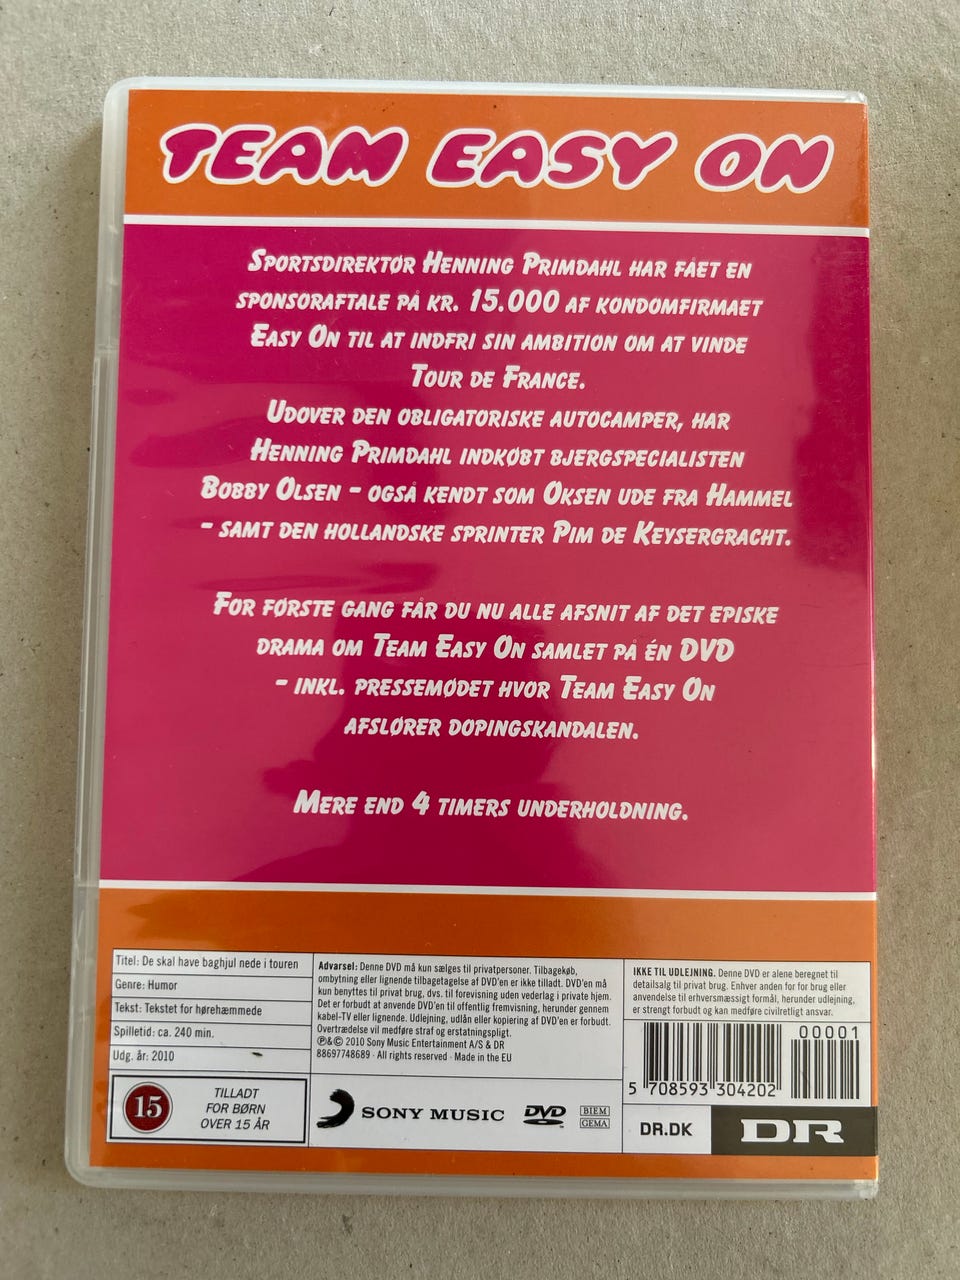 TEAM EASY ON
SPORTSDIREKTØR HENNING PRIMDAHL HAR FÅET EN
SPONSORAFTALE PÅ KR. 15.000 AF KONDOMFIRMAET
EASY ON TIL AT INDFRI SIN AMBITION OM AT VINDE
TOUR DE FRANCE.
UDOVER DEN OBLIGATORISKE AUTOCAMPER, HAR
HENNING PRIMDAHL INDKØBT BJERGSPECIALISTEN
BOBBY OLSEN - OGSÅ KENDT SOM OKSEN UDE FRA HAMMEL
- SAMT DEN HOLLANDSKE SPRINTER PIM DE KEYSERGRACHT.
FOR FØRSTE GANG FÅR DU NU ALLE AFSNIT AF DET EPISKE
DRAMA OM TEAM EASY ON SAMLET PÅ ÉN DVD
- INKL. PRESSEMØDET HVOR TEAM EASY ON
AFSLØRER DOPINGSKANDALEN.
MERE END 4 TIMERS UNDERHOLDNING.
Titel: De skal have baghjul nede i touren
Genre: Humor
Tekst: Tekstet for hørehæmmede
Spilletid: ca. 240 min.
Udg. år: 2010
15
TILLADT
FOR BØRN
OVER 15 ÅR
Advarsel: Denne DVD må kun sælges til privatpersoner. Tilbagekøb,
ombytning eller lignende tilbagetagelse af DVD'en er ikke tilladt. DVD'en må
kun benyttes til privat brug, dvs. til forevisning uden vederlag i private hjem.
Det er forbudt at anvende DVD'en til offentlig fremvisning, herunder gennem
kabel-TV eller lignende. Udlejning, udlån eller kopiering af DVD'en er forbudt.
Overtrædelse vil medføre straf og erstatningspligt.
℗&© 2010 Sony Music Entertainment A/S & DR
88697748689 · All rights reserved · Made in the EU
SONY MUSIC
DVD
BIEM
GEMA
IKKE TIL UDLEJNING. Denne DVD er alene beregnet til
detailsalg til privat brug. Enhver anden for for brug eller
anvendelse til erhversmæssigt formål, herunder udlejning,
er strengt forbudt og kan medføre civilretligt ansvar.
00001
5 708593 304202
DR.DK
DR